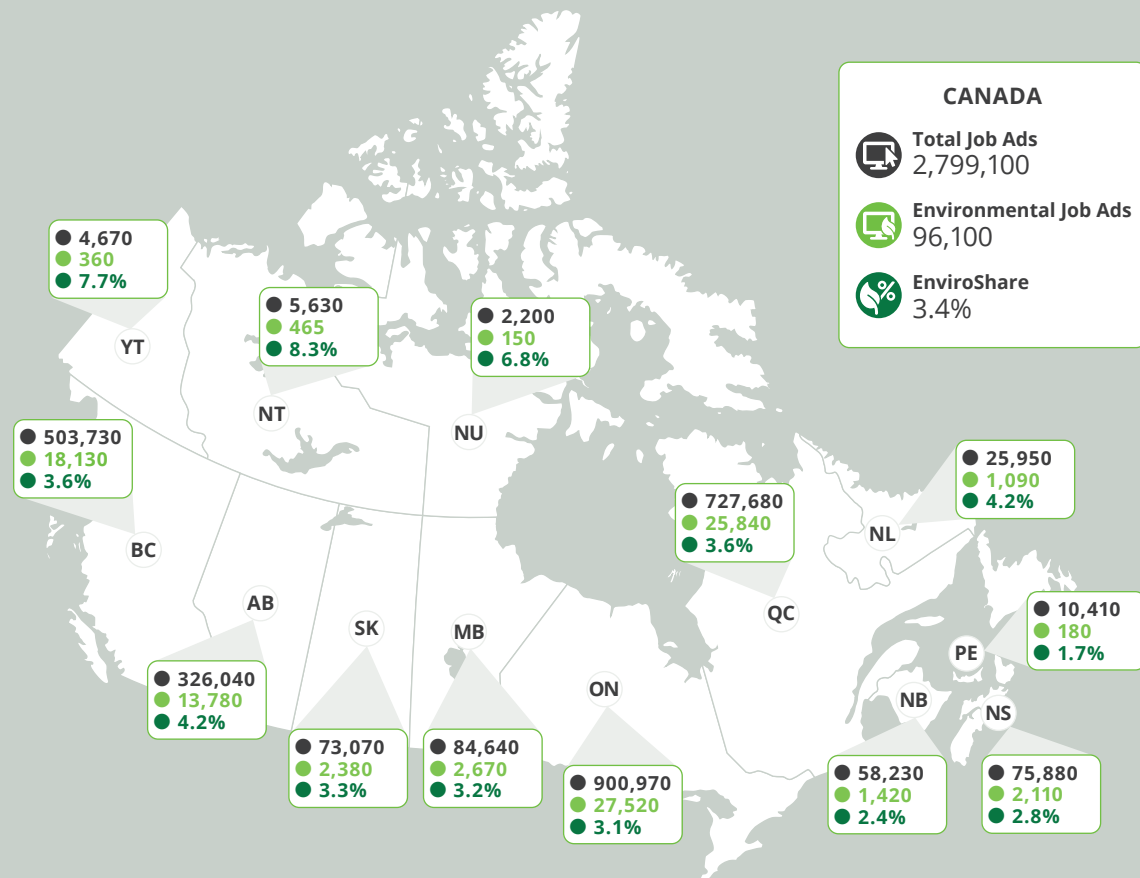 CANADA
Total Job Ads
2,799,100
Environmental Job Ads
96,100
EnviroShare
3.4%
4,670
360
7.7%
YT
5,630
465
8.3%
NT
2,200
150
6.8%
NU
503,730
18,130
3.6%
BC
25,950
1,090
4.2%
NL
727,680
25,840
3.6%
QC
AB
326,040
13,780
4.2%
SK
73,070
2,380
3.3%
MB
84,640
2,670
3.2%
ON
900,970
27,520
3.1%
10,410
180
1.7%
PE
NB
58,230
1,420
2.4%
NS
75,880
2,110
2.8%